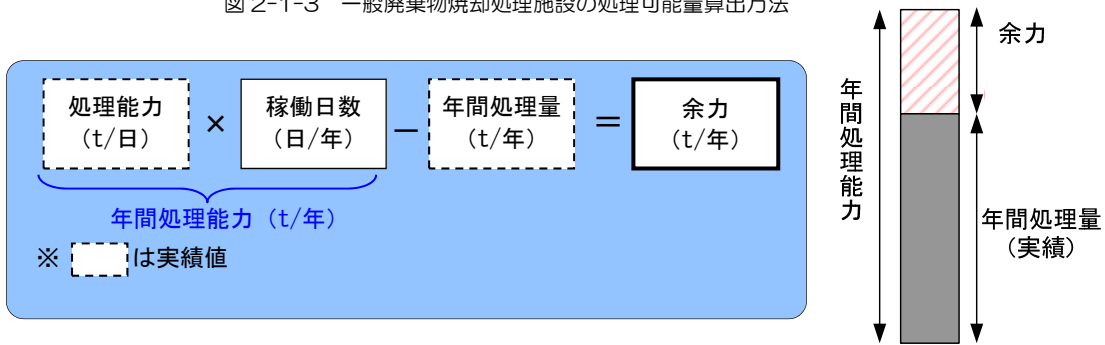 図 2-1-3　一般廃棄物焼却処理施設の処理可能量算出方法
処理能力
（t/日）
×
稼働日数
（日/年）
－
年間処理量
（t/年）
＝
余力
（t/年）
年間処理能力（t/年）
※　　　は実績値
年間処理能力
余力
年間処理量
（実績）